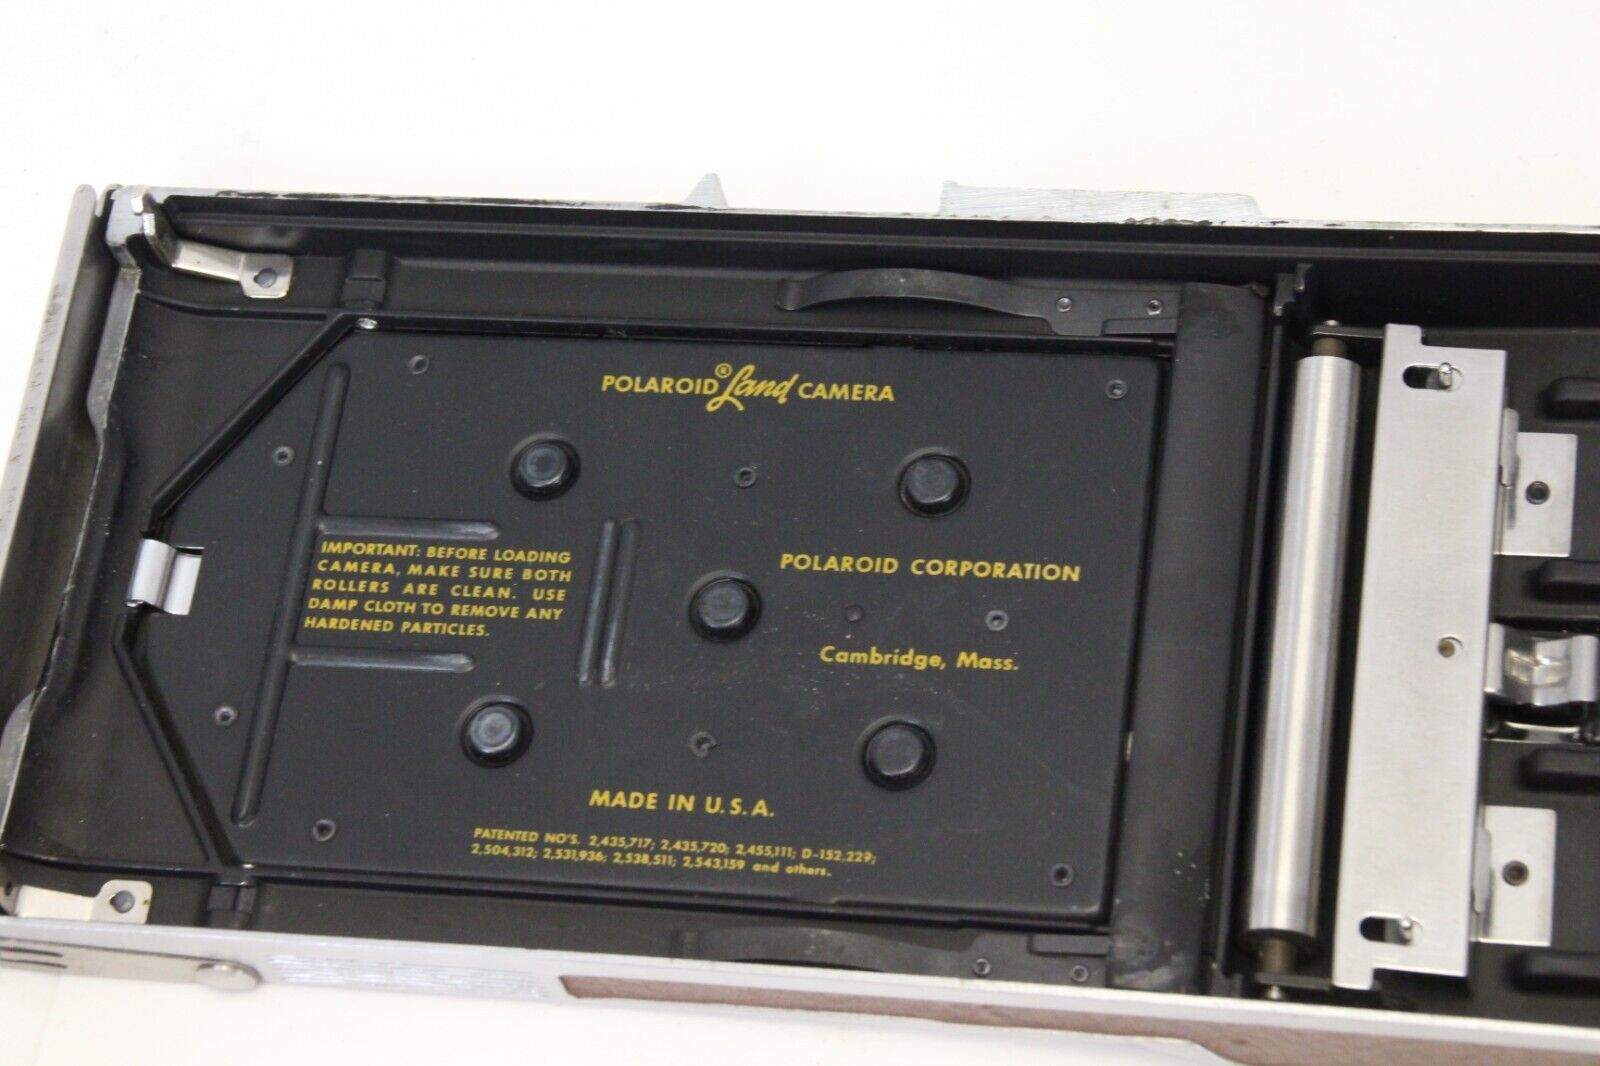 POLAROID® Land CAMERA
IMPORTANT: BEFORE LOADING
CAMERA, MAKE SURE BOTH
ROLLERS ARE CLEAN. USE
DAMP CLOTH TO REMOVE ANY
HARDENED PARTICLES.
POLAROID CORPORATION
Cambridge, Mass.
MADE IN U. S. A.
PATENTED NO'S. 2,435,717; 2,435,720; 2,455,111; D-152,229;
2,504,312; 2,531,936; 2,538,511; 2,543,159 and others.